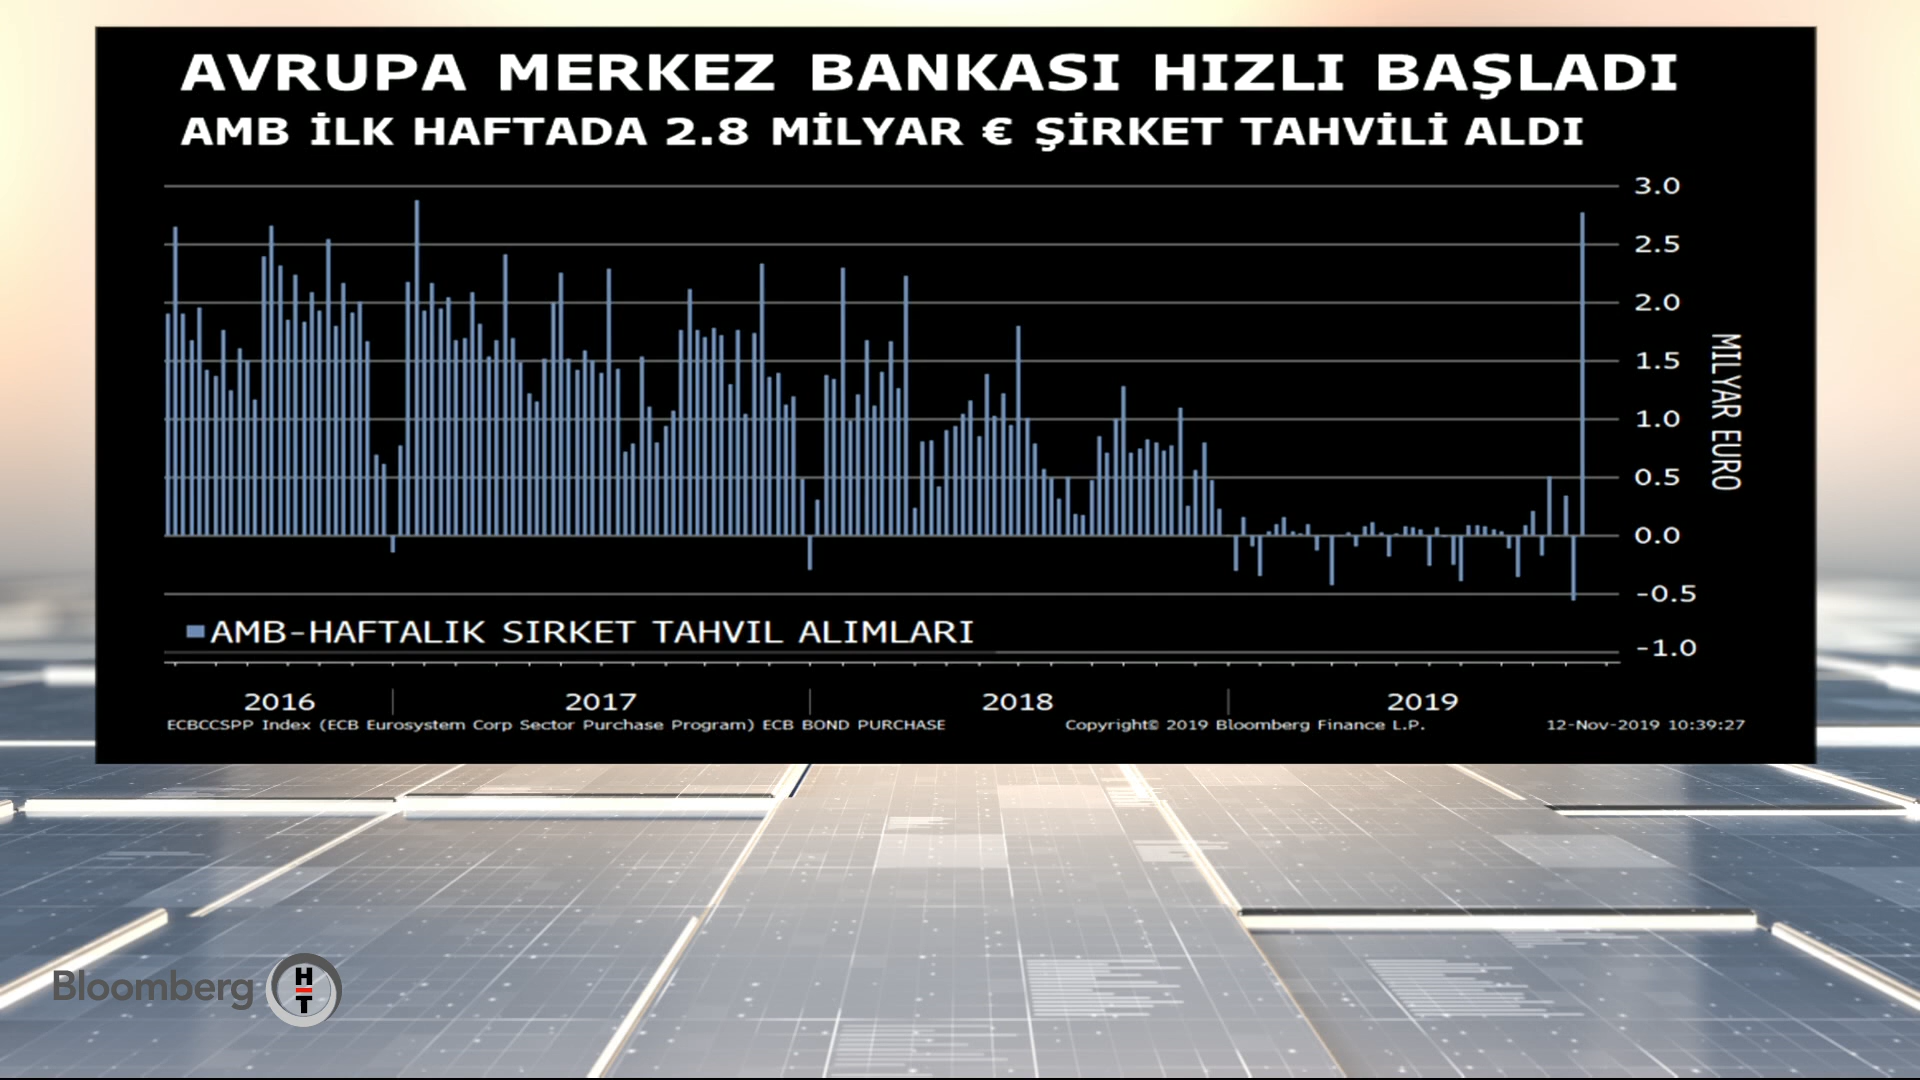 AVRUPA MERKEZ BANKASI HIZLI BAŞLADI
AMB İLK HAFTADA 2.8 MİLYAR € ŞİRKET TAHVİLİ ALDI
3.0
2.5
2.0
1.5
1.0
0.5
0.0
-0.5
-1.0
MILYAR EURO
AMB-HAFTALIK SIRKET TAHVIL ALIMLARI
2016 2017 2018 2019
ECBCCSPP Index (ECB Eurosystem Corp Sector Purchase Program) ECB BOND PURCHASE Copyright© 2019 Bloomberg Finance L.P. 12-Nov-2019 10:39:27
Bloomberg HT